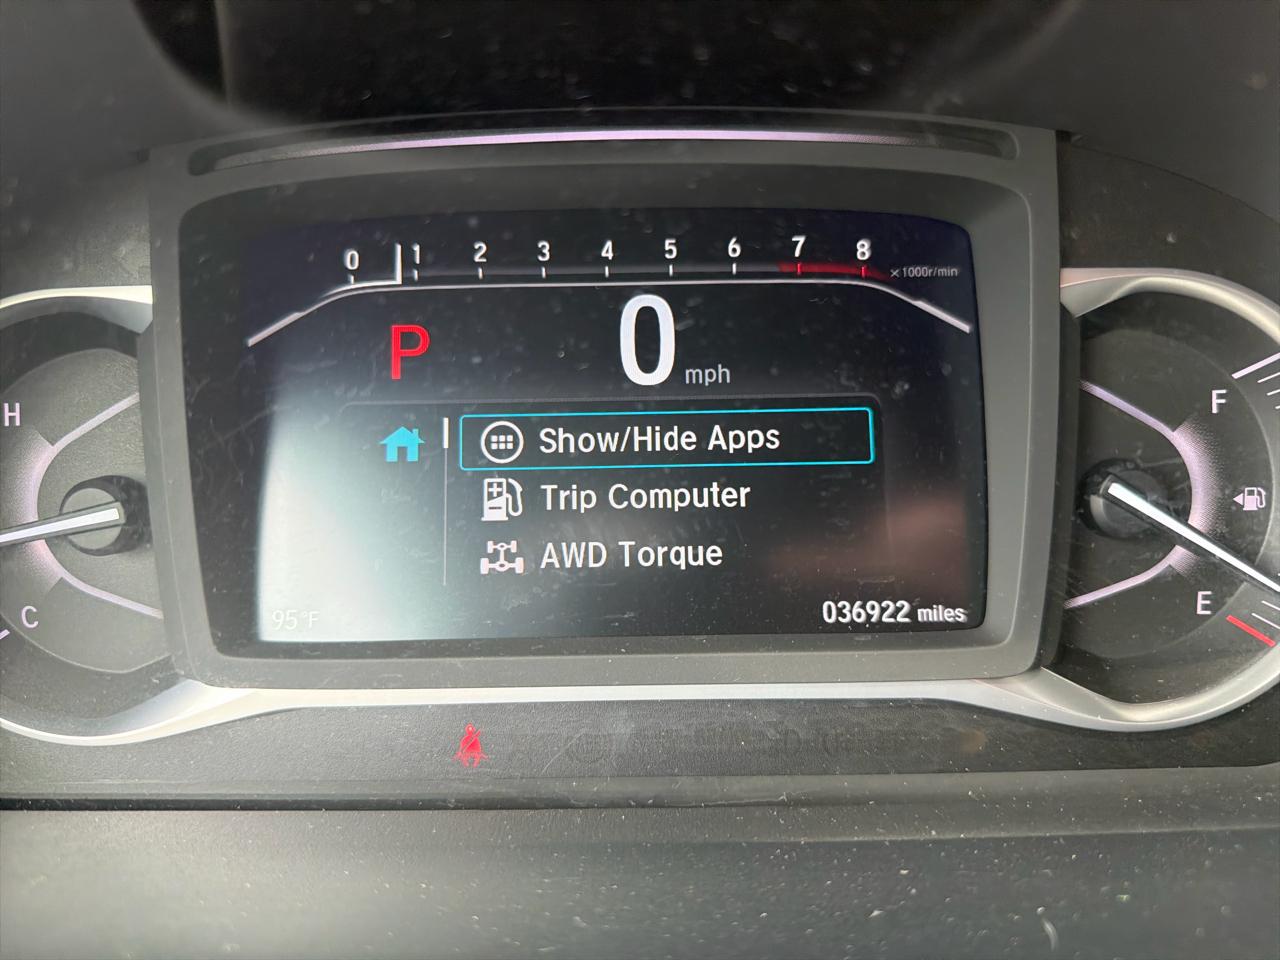 0 1 2 3 4 5 6 7 8 ×1000r/min
P 0 mph
H
F
Show/Hide Apps
Trip Computer
AWD Torque
C
E
95°F
036922 miles